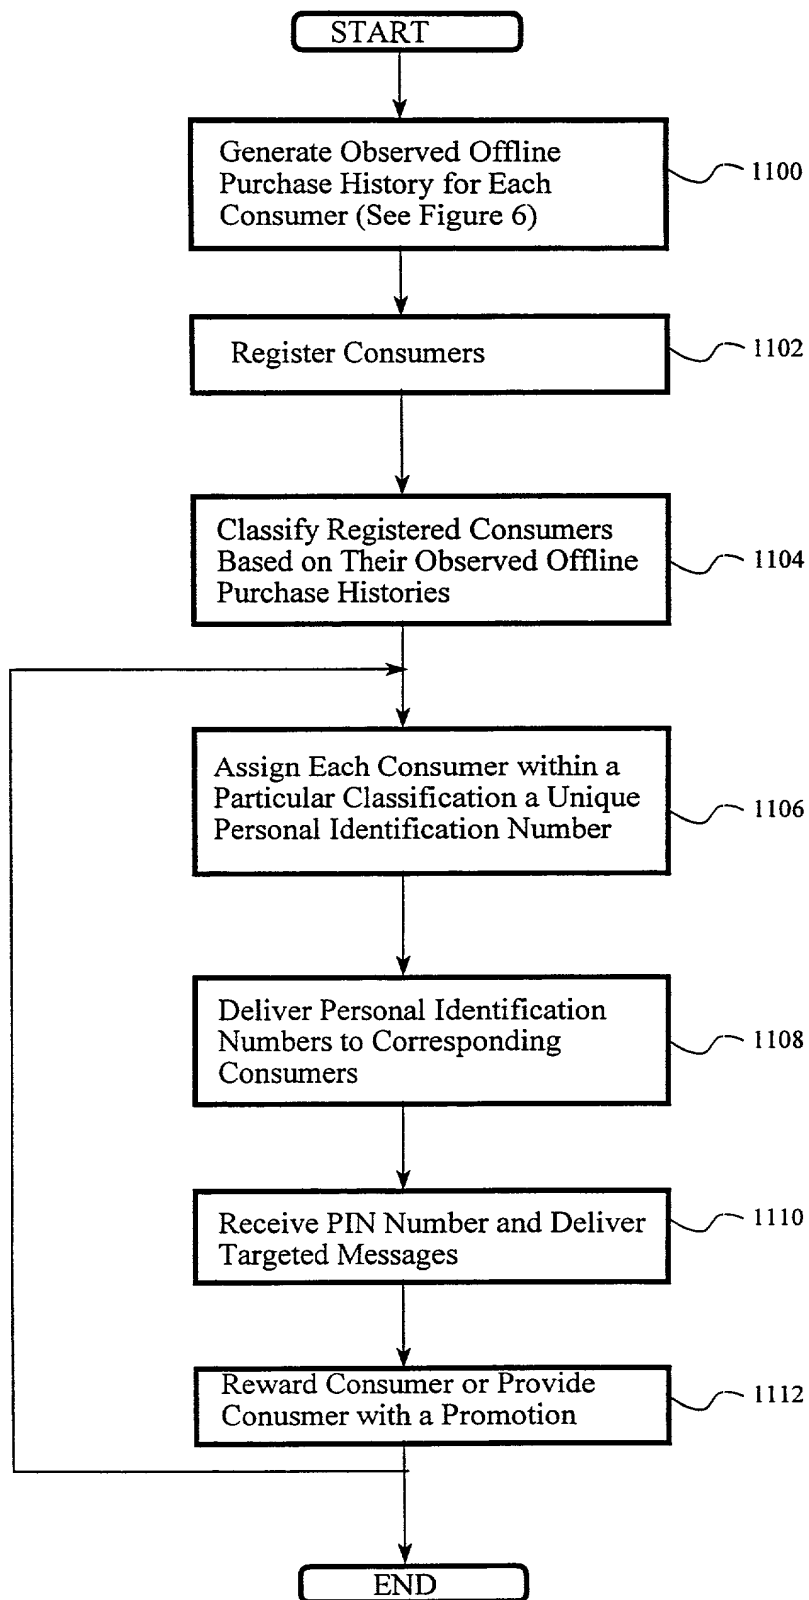 START
Generate Observed Offline
Purchase History for Each
Consumer (See Figure 6)
1100
Register Consumers
1102
Classify Registered Consumers
Based on Their Observed Offline
Purchase Histories
1104
Assign Each Consumer within a
Particular Classification a Unique
Personal Identification Number
1106
Deliver Personal Identification
Numbers to Corresponding
Consumers
1108
Receive PIN Number and Deliver
Targeted Messages
1110
Reward Consumer or Provide
Conusmer with a Promotion
1112
END